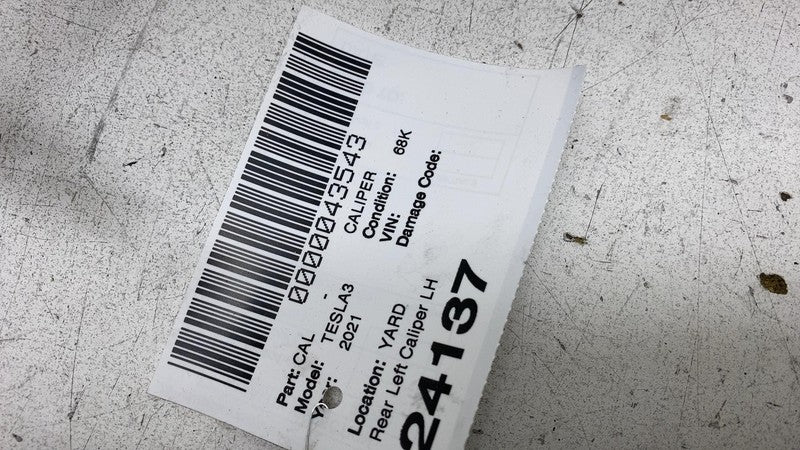 0000043543
Part: CAL - CALIPER
Model: TESLA3 Condition: 68K
Year: 2021 VIN:
Damage Code:
Location: YARD
Rear Left Caliper LH
24137